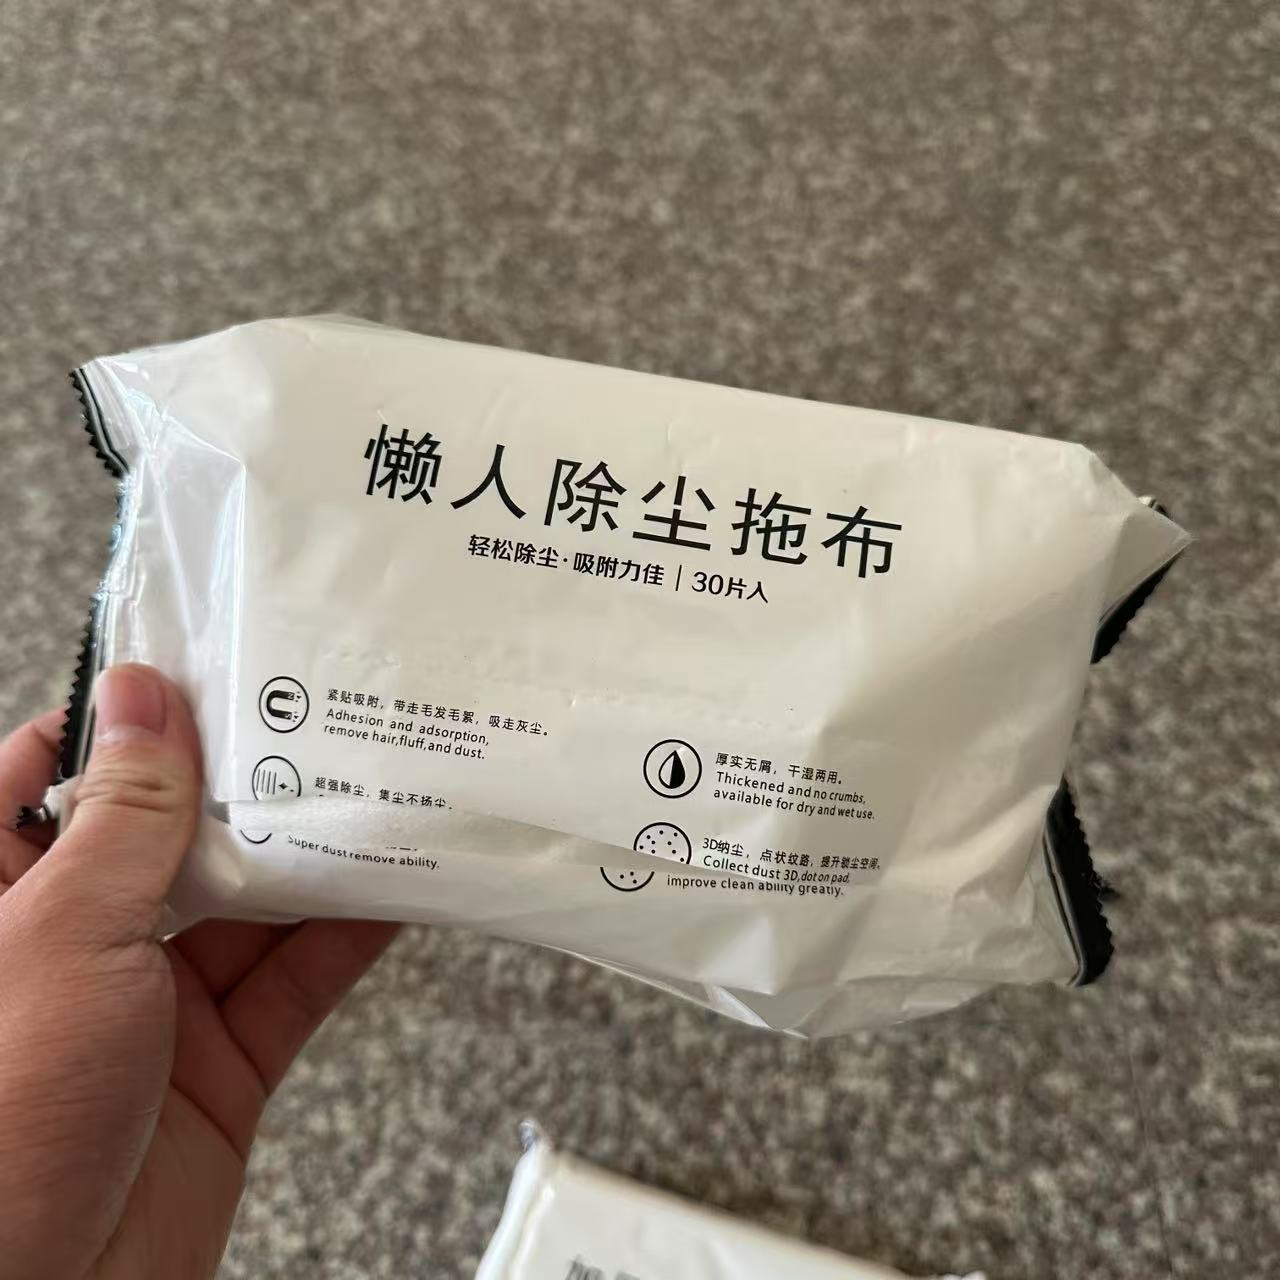 懒人除尘拖布
轻松除尘·吸附力佳 | 30片入
紧贴吸附，带走毛发毛絮，吸走灰尘。
Adhesion and adsorption,
remove hair,fluff,and dust.
超强除尘，集尘不扬尘.
Super dust remove ability.
厚实无屑，干湿两用。
Thickened and no crumbs,
available for dry and wet use.
3D纳尘，点状纹路，提升锁尘空间。
Collect dust 3D,dot on pad,
improve clean ability greatly.